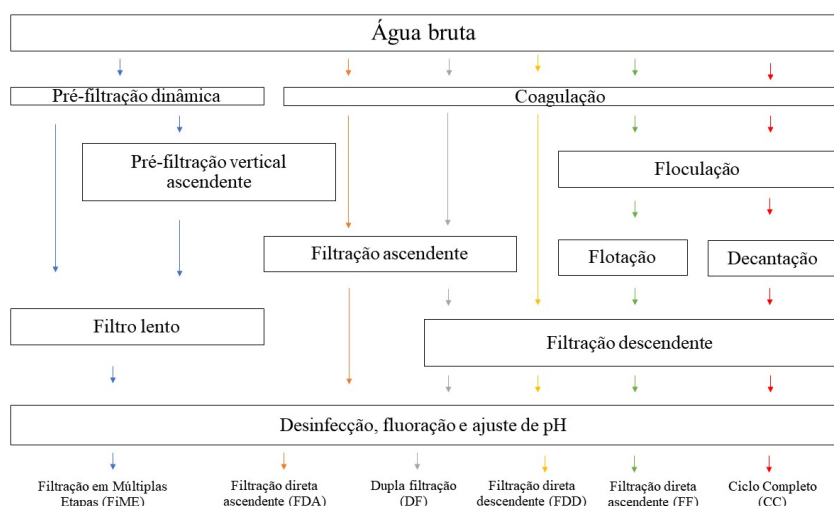 Água bruta
Pré-filtração dinâmica
Coagulação
Pré-filtração vertical
ascendente
Floculação
Filtração ascendente
Flotação
Decantação
Filtro lento
Filtração descendente
Desinfecção, fluoração e ajuste de pH
Filtração em Múltiplas
Etapas (FiME)
Filtração direta
ascendente (FDA)
Dupla filtração
(DF)
Filtração direta
descendente (FDD)
Filtração direta
ascendente (FF)
Ciclo Completo
(CC)